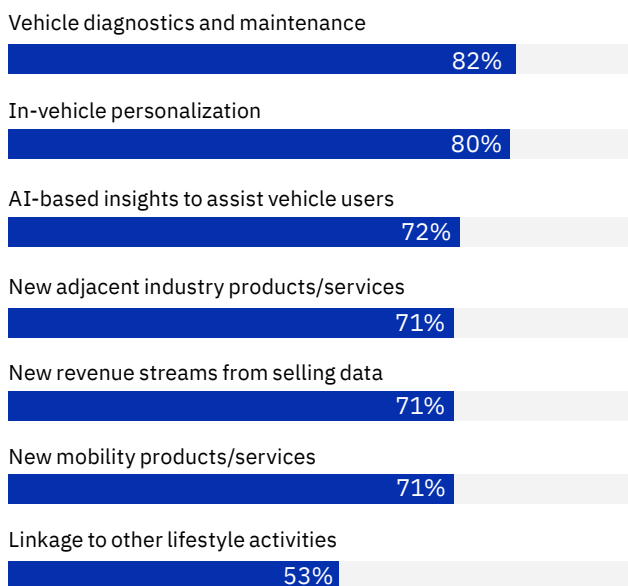 Vehicle diagnostics and maintenance
82%
In-vehicle personalization
80%
AI-based insights to assist vehicle users
72%
New adjacent industry products/services
71%
New revenue streams from selling data
71%
New mobility products/services
71%
Linkage to other lifestyle activities
53%